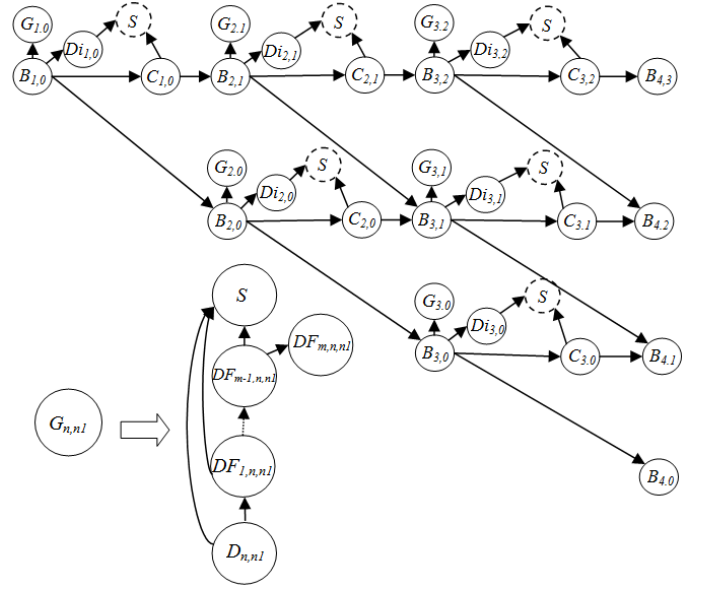 G1.0 S G2.1 S G3.2 S
Di1,0 Di2,1 Di3,2
B1,0 C1,0 B2,1 C2,1 B3,2 C3,2 B4,3
G2.0 S G3,1 S
Di2,0 Di3,1
B2,0 C2,0 B3,1 C3.1 B4.2
S G3.0 S
Di3,0
DFm,n,n1 B3,0 C3.0 B4.1
DFm-1,n,n1
Gn,n1
DF1,n,n1 B4.0
Dn,n1